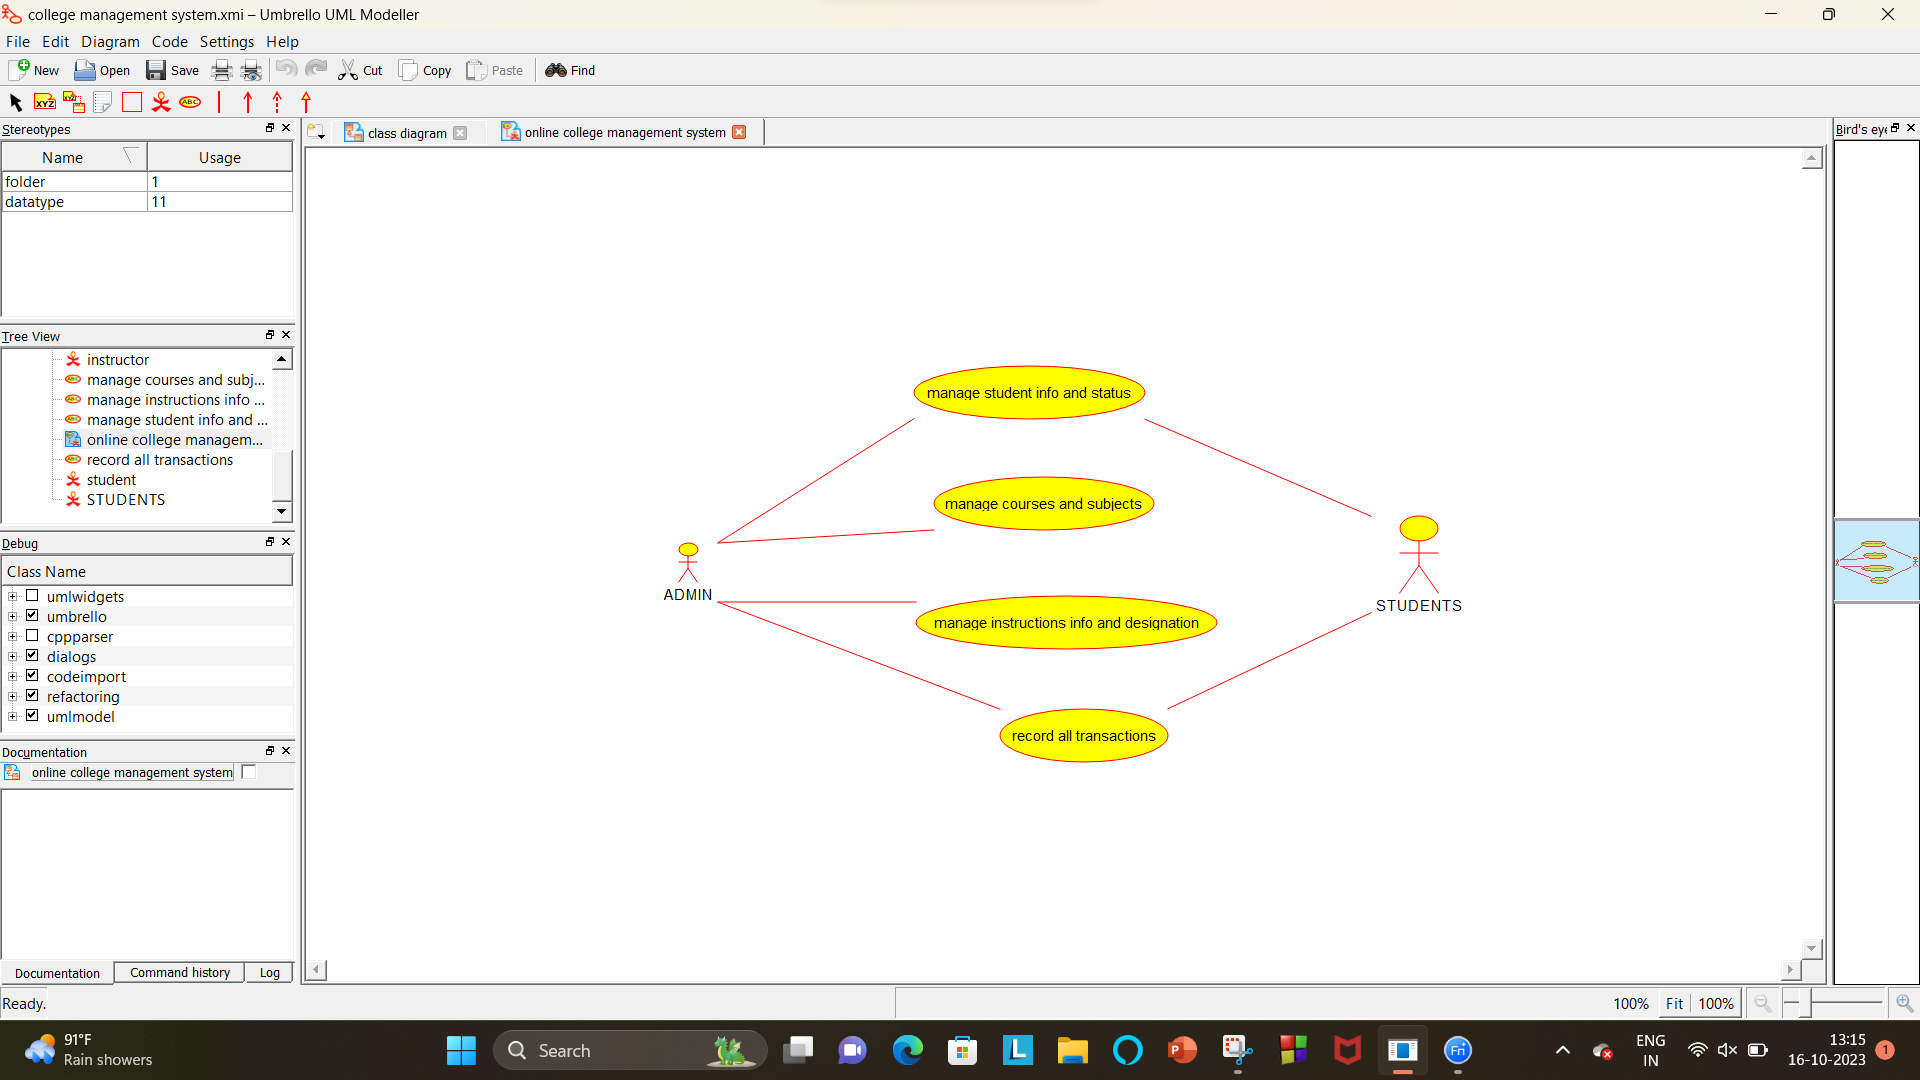 college management system.xmi – Umbrello UML Modeller
File Edit Diagram Code Settings Help
New Open Save Cut Copy Paste Find
XYZ XYZ ABC
Stereotypes
Name Usage
folder 1
datatype 11
Tree View
instructor
manage courses and subj...
manage instructions info ...
manage student info and ...
online college managem...
record all transactions
student
STUDENTS
Debug
Class Name
umlwidgets
umbrello
cppparser
dialogs
codeimport
refactoring
umlmodel
Documentation
online college management system
Documentation Command history Log
Ready.
class diagram online college management system
manage student info and status
manage courses and subjects
ADMIN
STUDENTS
manage instructions info and designation
record all transactions
Bird's eye
100% Fit 100%
91°F
Rain showers
Search
Fn
ENG
IN
13:15
16-10-2023
1